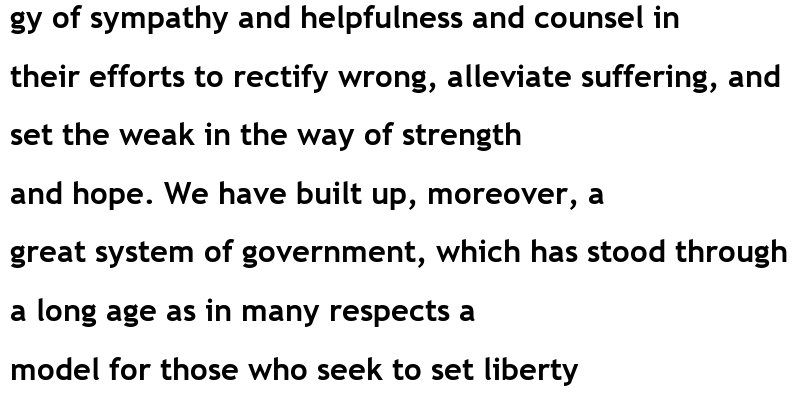 gy of sympathy and helpfulness and counsel in
their efforts to rectify wrong, alleviate suffering, and
set the weak in the way of strength
and hope. We have built up, moreover, a
great system of government, which has stood through
a long age as in many respects a
model for those who seek to set liberty